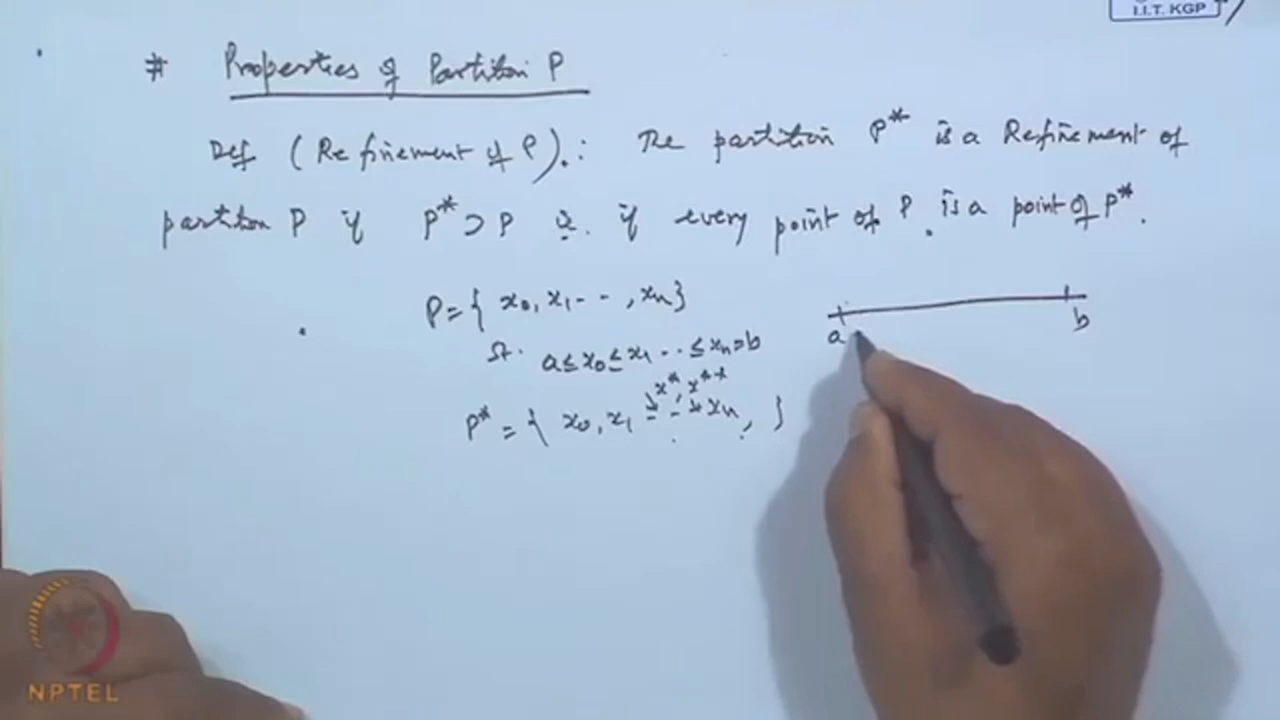 I.I.T. KGP
# Properties of Partition P
Def (Refinement of P).: The partition P* is a Refinement of
partition P if P* ⊃ P i.e. if every point of P is a point of P*.
P = { x₀, x₁ - - , xₙ}
St. a ≤ x₀ ≤ x₁ .. ≤ xₙ = b
x*, x**
P* = { x₀, x₁ - - xₙ, }
a b
NPTEL